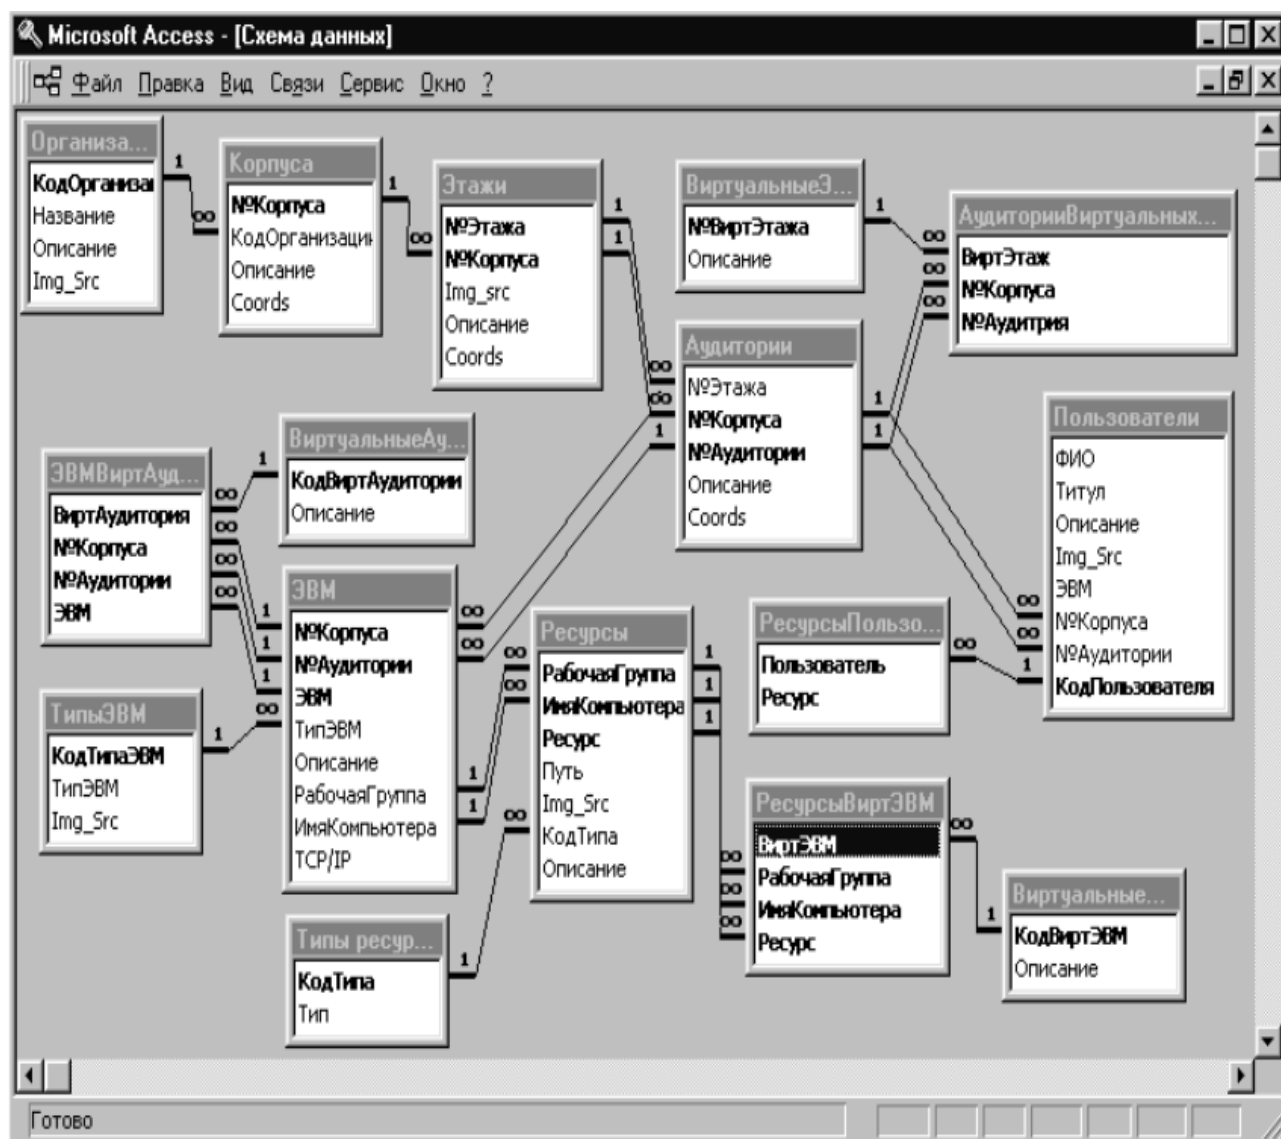 Microsoft Access - [Схема данных]
Файл Правка Вид Связи Сервис Окно ?
Организа...
КодОрганизаı
Название
Описание
Img_Src
Корпуса
№Корпуса
КодОрганизации
Описание
Coords
Этажи
№Этажа
№Корпуса
Img_src
Описание
Coords
ВиртуальныеЭ...
№ВиртЭтажа
Описание
АудиторииВиртуальных...
ВиртЭтаж
№Корпуса
№Аудитрия
Аудитории
№Этажа
№Корпуса
№Аудитории
Описание
Coords
Пользователи
ФИО
Титул
Описание
Img_Src
ЭВМ
№Корпуса
№Аудитории
КодПользователя
ЭВМВиртАуд...
ВиртАудитория
№Корпуса
№Аудитории
ЭВМ
ВиртуальныеАу...
КодВиртАудитории
Описание
ЭВМ
№Корпуса
№Аудитории
ЭВМ
ТипЭВМ
Описание
РабочаяГруппа
ИмяКомпьютера
TCP/IP
Ресурсы
РабочаяГруппа
ИмяКомпьютера
Ресурс
Путь
Img_Src
КодТипа
Описание
РесурсыПользо...
Пользователь
Ресурс
ТипыЭВМ
КодТипаЭВМ
ТипЭВМ
Img_Src
РесурсыВиртЭВМ
ВиртЭВМ
РабочаяГруппа
ИмяКомпьютера
Ресурс
Виртуальные...
КодВиртЭВМ
Описание
Типы ресур...
КодТипа
Тип
Готово